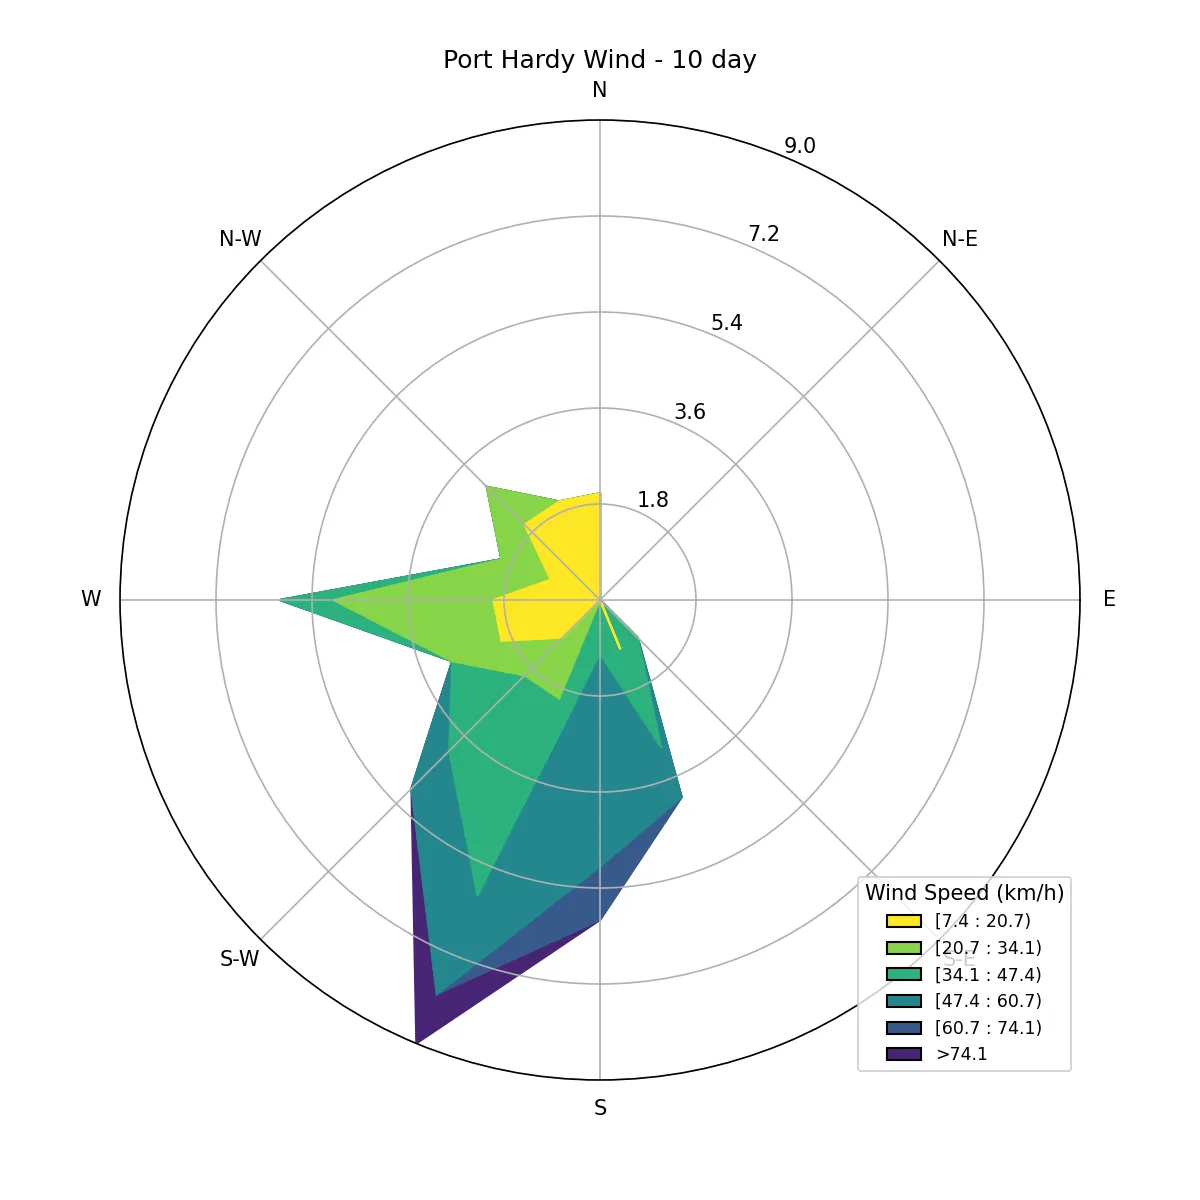 Port Hardy Wind - 10 day
N
9.0
N-W
7.2
N-E
5.4
3.6
1.8
W
E
S-W
S-E
S
Wind Speed (km/h)
[7.4 : 20.7)
[20.7 : 34.1)
[34.1 : 47.4)
[47.4 : 60.7)
[60.7 : 74.1)
>74.1